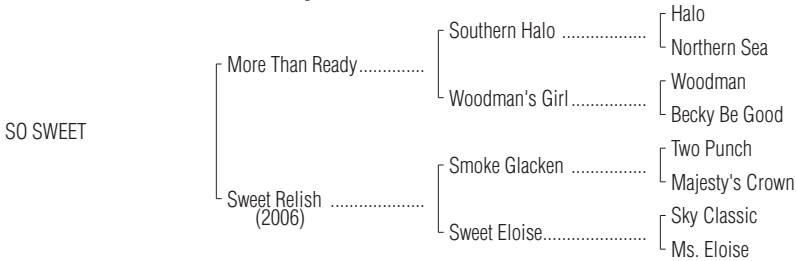 Halo
Southern Halo ..................
Northern Sea
More Than Ready..............
Woodman
Woodman's Girl................
Becky Be Good
SO SWEET
Two Punch
Smoke Glacken ................
Majesty's Crown
Sweet Relish ....................
(2006)
Sky Classic
Sweet Eloise......................
Ms. Eloise